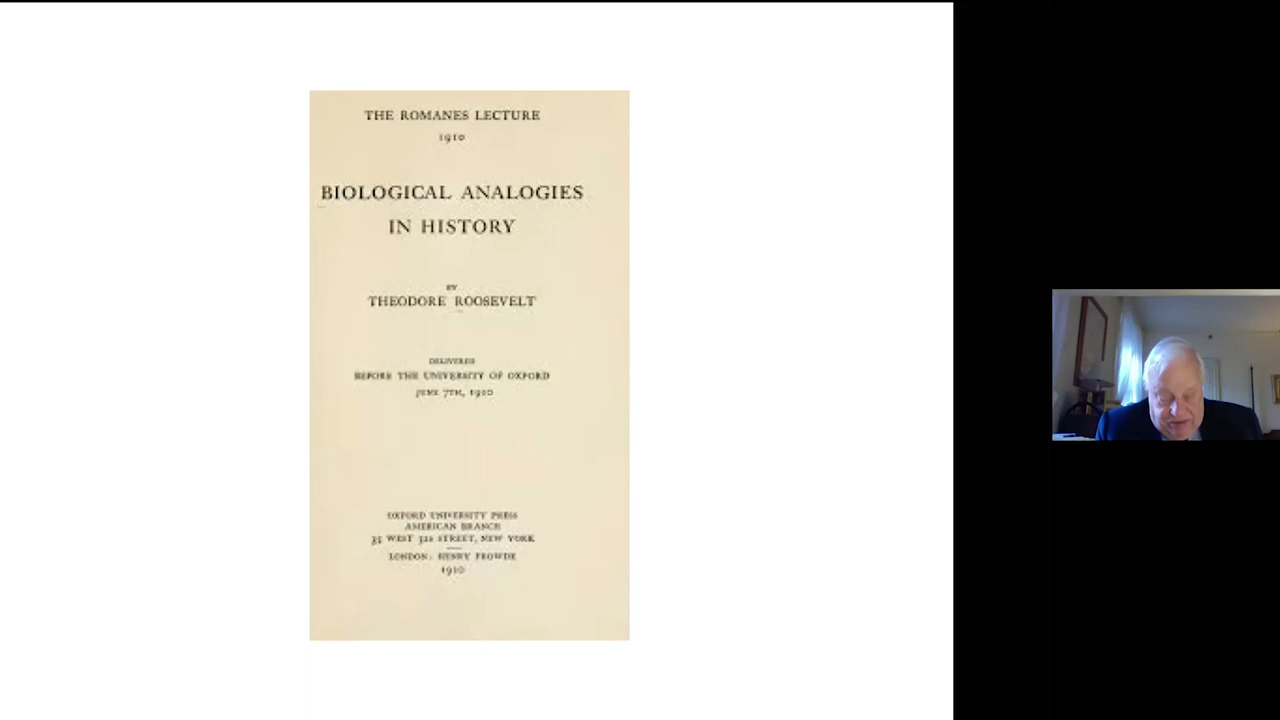 THE ROMANES LECTURE
1910
BIOLOGICAL ANALOGIES
IN HISTORY
BY
THEODORE ROOSEVELT
DELIVERED
BEFORE THE UNIVERSITY OF OXFORD
JUNE 7TH, 1910
OXFORD UNIVERSITY PRESS
AMERICAN BRANCH
35 WEST 32D STREET, NEW YORK
LONDON: HENRY FROWDE
1910